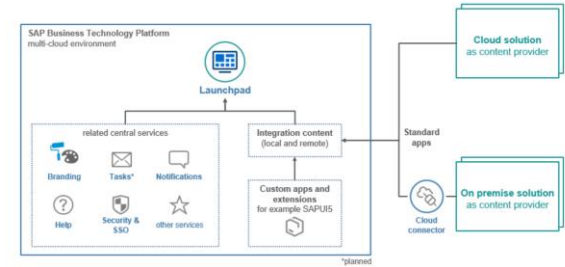 SAP Business Technology Platform
multi-cloud environment
Launchpad
related central services
Branding
Tasks*
Notifications
Help
Security &
SSO
other services
Integration content
(local and remote)
Custom apps and
extensions
for example SAPUI5
*planned
Standard
apps
Cloud
connector
Cloud solution
as content provider
On premise solution
as content provider